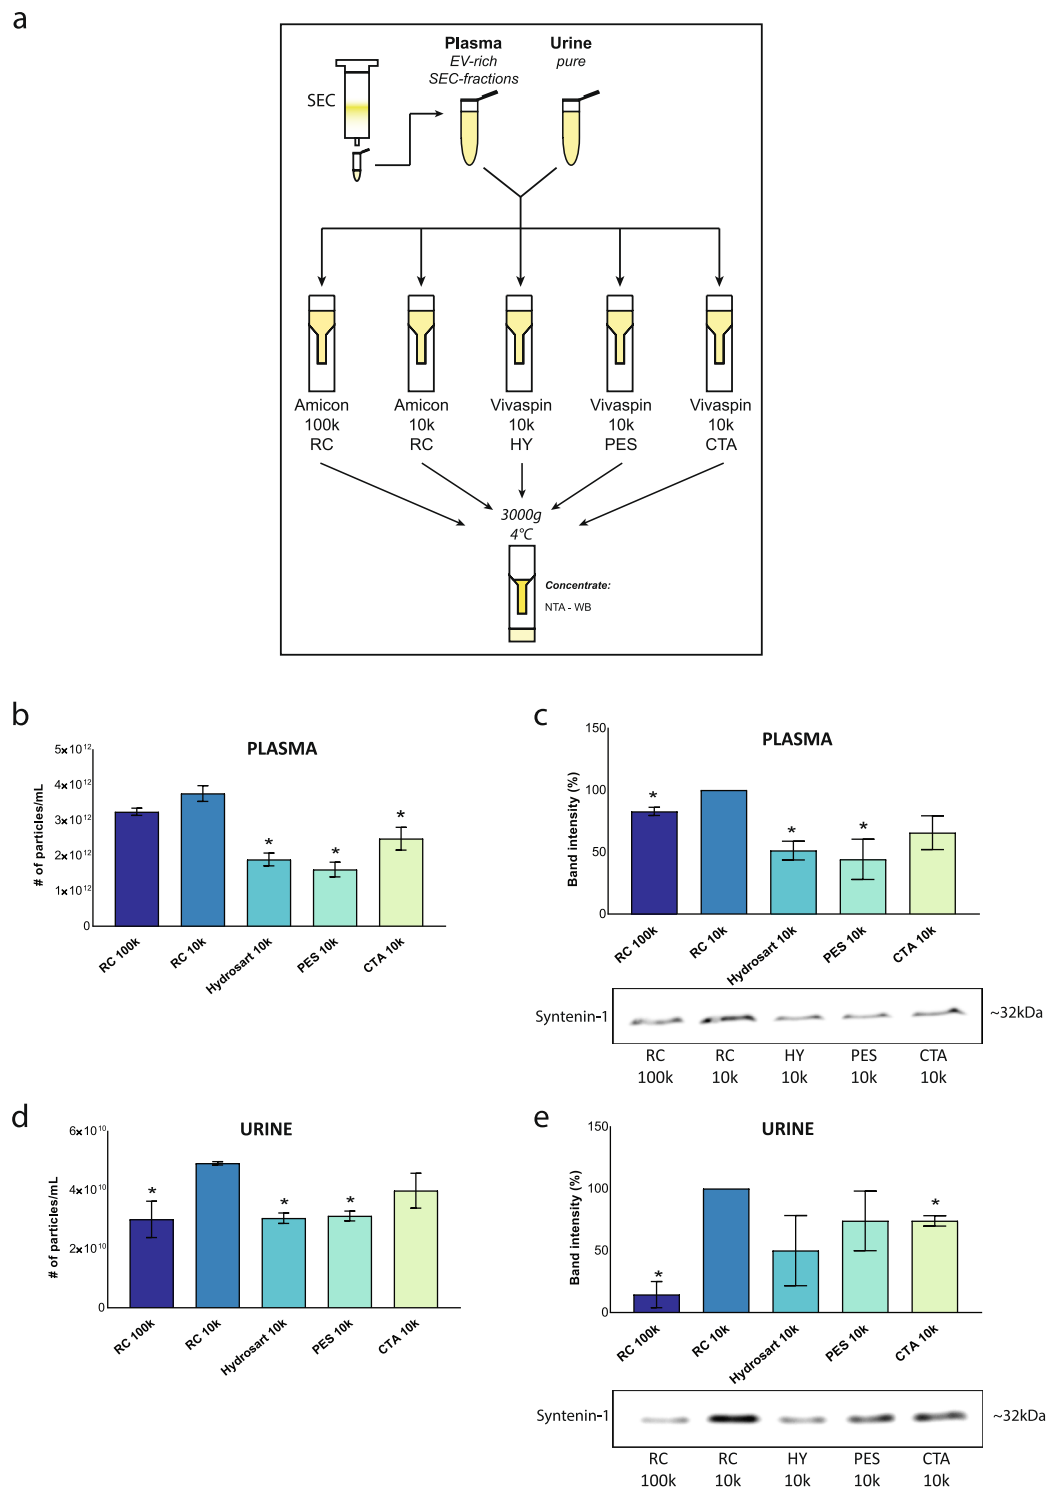 a
Plasma
EV-rich
SEC-fractions
Urine
pure
SEC
Amicon
100k
RC
Amicon
10k
RC
Vivaspin
10k
HY
Vivaspin
10k
PES
Vivaspin
10k
CTA
3000g
4°C
Concentrate:
NTA - WB
b
PLASMA
# of particles/mL
5×10¹²
4×10¹²
3×10¹²
2×10¹²
1×10¹²
0
* * *
RC 100k
RC 10k
Hydrosart 10k
PES 10k
CTA 10k
c
PLASMA
Band intensity (%)
150
100
50
0
* * *
RC 100k
RC 10k
Hydrosart 10k
PES 10k
CTA 10k
Syntenin-1
~32kDa
RC RC HY PES CTA
100k 10k 10k 10k 10k
d
URINE
# of particles/mL
6×10¹⁰
4×10¹⁰
2×10¹⁰
0
* * *
RC 100k
RC 10k
Hydrosart 10k
PES 10k
CTA 10k
e
URINE
Band intensity (%)
150
100
50
0
* *
RC 100k
RC 10k
Hydrosart 10k
PES 10k
CTA 10k
Syntenin-1
~32kDa
RC RC HY PES CTA
100k 10k 10k 10k 10k